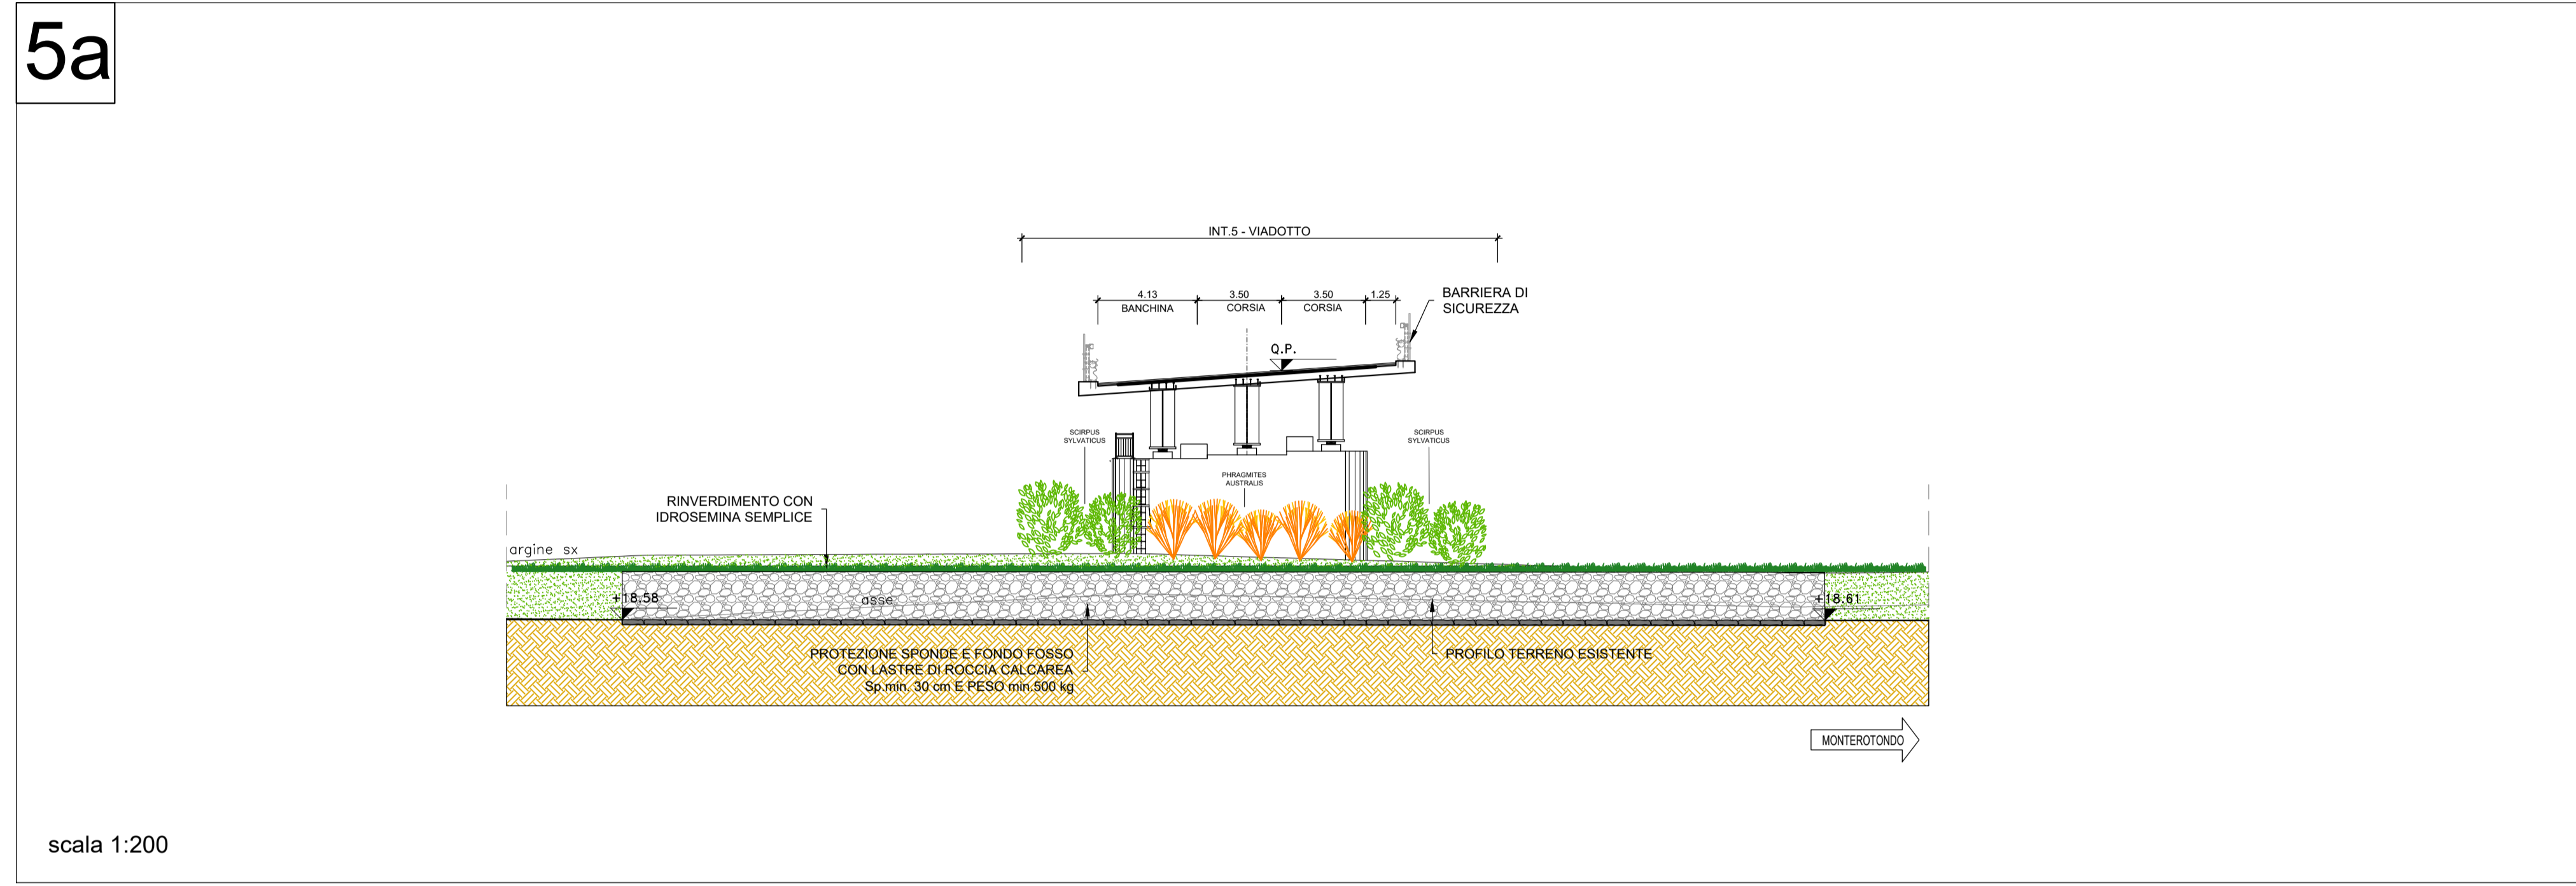 5a
INT.5 - VIADOTTO
4.13
3.50
3.50
1.25
BANCHINA
CORSIA
CORSIA
BARRIERA DI
SICUREZZA
Q.P.
SCIRPUS
SYLVATICUS
SCIRPUS
SYLVATICUS
PHRAGMITES
AUSTRALIS
RINVERDIMENTO CON
IDROSEMINA SEMPLICE
argine sx
+18.58
asse
+18.61
PROTEZIONE SPONDE E FONDO FOSSO
CON LASTRE DI ROCCIA CALCAREA
Sp.min. 30 cm E PESO min.500 kg
PROFILO TERRENO ESISTENTE
MONTEROTONDO
scala 1:200